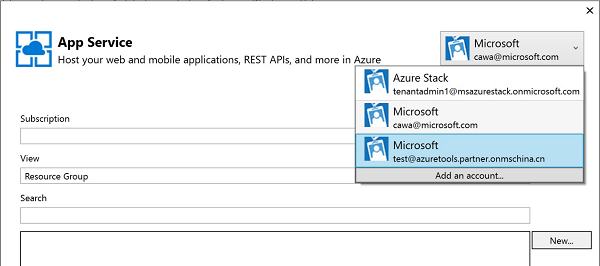 App Service
Host your web and mobile applications, REST APIs, and more in Azure
Microsoft
cawa@microsoft.com
Azure Stack
tenantadmin1@msazurestack.onmicrosoft.com
Microsoft
cawa@microsoft.com
Microsoft
test@azuretools.partner.onmschina.cn
Add an account...
Subscription
View
Resource Group
Search
New...